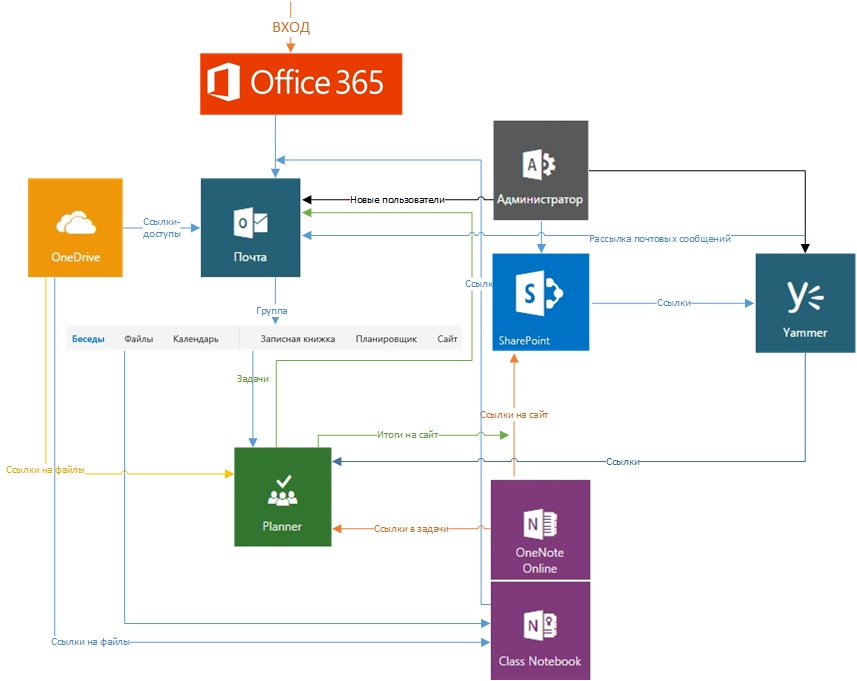 ВХОД
Office 365
Администратор
OneDrive
Ссылки-
доступы
Почта
Новые пользователи
Рассылка почтовых сообщений
Ссылк
SharePoint
Ссылки
Yammer
Группа
Беседы Файлы Календарь Записная книжка Планировщик Сайт
Задачи
Ссылки на сайт
Итоги на сайт
Ссылки на файлы
Ссылки
Planner
Ссылки в задачи
OneNote
Online
Ссылки на файлы
Class Notebook